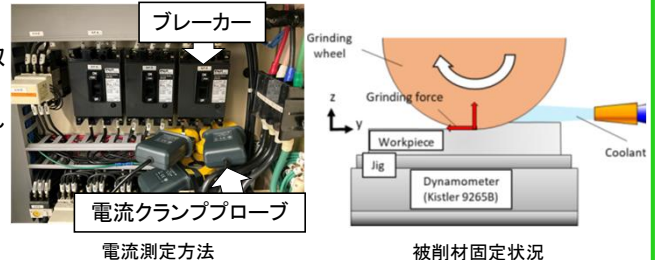 ブレーカー
電流クランププローブ
電流測定方法
Grinding
wheel
Grinding force
z
y
Workpiece
Jig
Dynamometer
(Kistler 9265B)
Coolant
被削材固定状況